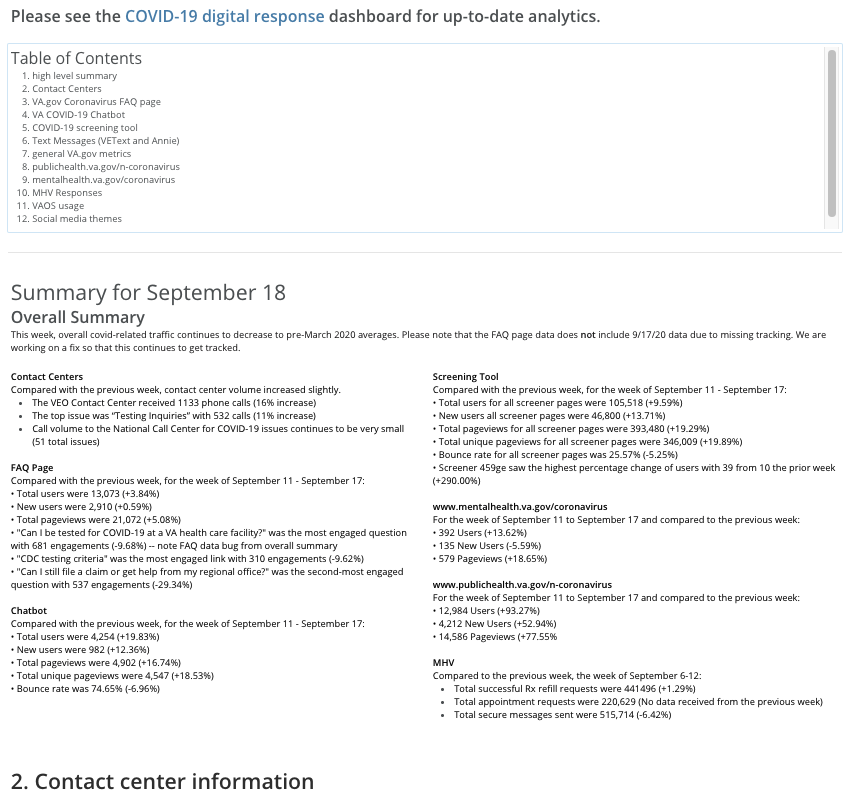 Please see the COVID-19 digital response dashboard for up-to-date analytics.
Table of Contents
1. high level summary
2. Contact Centers
3. VA.gov Coronavirus FAQ page
4. VA COVID-19 Chatbot
5. COVID-19 screening tool
6. Text Messages (VEText and Annie)
7. general VA.gov metrics
8. publichealth.va.gov/n-coronavirus
9. mentalhealth.va.gov/coronavirus
10. MHV Responses
11. VAOS usage
12. Social media themes
Summary for September 18
Overall Summary
This week, overall covid-related traffic continues to decrease to pre-March 2020 averages. Please note that the FAQ page data does not include 9/17/20 data due to missing tracking. We are
working on a fix so that this continues to get tracked.
Contact Centers
Compared with the previous week, contact center volume increased slightly.
• The VEO Contact Center received 1133 phone calls (16% increase)
• The top issue was “Testing Inquiries” with 532 calls (11% increase)
• Call volume to the National Call Center for COVID-19 issues continues to be very small
(51 total issues)
FAQ Page
Compared with the previous week, for the week of September 11 - September 17:
• Total users were 13,073 (+3.84%)
• New users were 2,910 (+0.59%)
• Total pageviews were 21,072 (+5.08%)
• "Can I be tested for COVID-19 at a VA health care facility?" was the most engaged question
with 681 engagements (-9.68%) -- note FAQ data bug from overall summary
• "CDC testing criteria" was the most engaged link with 310 engagements (-9.62%)
• "Can I still file a claim or get help from my regional office?" was the second-most engaged
question with 537 engagements (-29.34%)
Chatbot
Compared with the previous week, for the week of September 11 - September 17:
• Total users were 4,254 (+19.83%)
• New users were 982 (+12.36%)
• Total pageviews were 4,902 (+16.74%)
• Total unique pageviews were 4,547 (+18.53%)
• Bounce rate was 74.65% (-6.96%)
Screening Tool
Compared with the previous week, for the week of September 11 - September 17:
• Total users for all screener pages were 105,518 (+9.59%)
• New users all screener pages were 46,800 (+13.71%)
• Total pageviews for all screener pages were 393,480 (+19.29%)
• Total unique pageviews for all screener pages were 346,009 (+19.89%)
• Bounce rate for all screener pages was 25.57% (-5.25%)
• Screener 459ge saw the highest percentage change of users with 39 from 10 the prior week
(+290.00%)
www.mentalhealth.va.gov/coronavirus
For the week of September 11 to September 17 and compared to the previous week:
• 392 Users (+13.62%)
• 135 New Users (-5.59%)
• 579 Pageviews (+18.65%)
www.publichealth.va.gov/n-coronavirus
For the week of September 11 to September 17 and compared to the previous week:
• 12,984 Users (+93.27%)
• 4,212 New Users (+52.94%)
• 14,586 Pageviews (+77.55%
MHV
Compared to the previous week, the week of September 6-12:
• Total successful Rx refill requests were 441496 (+1.29%)
• Total appointment requests were 220,629 (No data received from the previous week)
• Total secure messages sent were 515,714 (-6.42%)
2. Contact center information